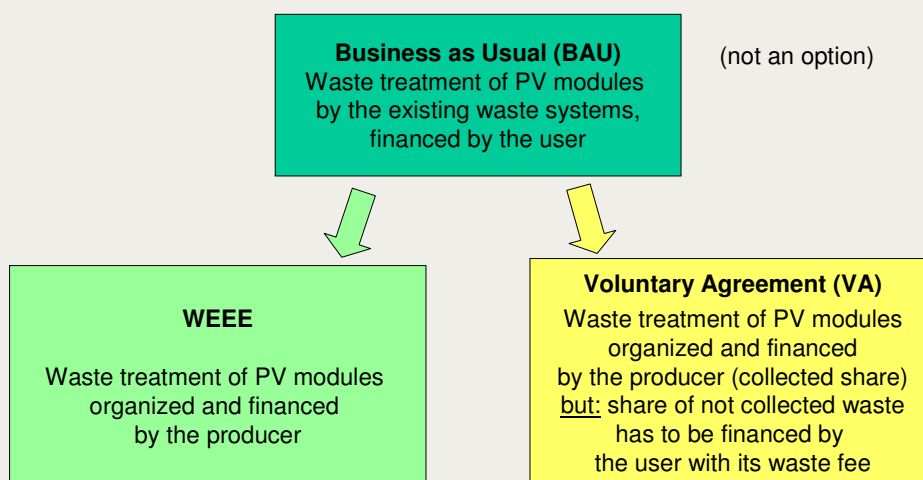 Business as Usual (BAU)
(not an option)
Waste treatment of PV modules
by the existing waste systems,
financed by the user
WEEE
Waste treatment of PV modules
organized and financed
by the producer
Voluntary Agreement (VA)
Waste treatment of PV modules
organized and financed
by the producer (collected share)
but: share of not collected waste
has to be financed by
the user with its waste fee